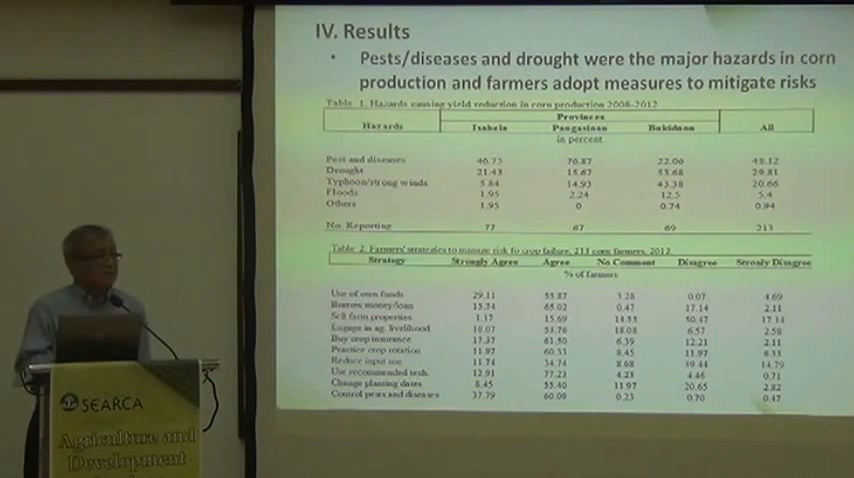 IV. Results
• Pests/diseases and drought were the major hazards in corn
production and farmers adopt measures to mitigate risks
Table 1. Hazards causing yield reduction in corn production 2008-2012
Provinces
Hazards Isabela Pangasinan Bukidnon All
in percent
Pest and diseases 46.75 76.87 22.06 48.12
Drought 21.43 15.67 53.68 29.81
Typhoon/strong winds 5.84 14.93 43.38 20.66
Floods 1.95 2.24 12.5 5.4
Others 1.95 0 0.74 0.94
No. Reporting 77 67 69 213
Table 2. Farmers' strategies to manage risk fo crop failure, 213 corn farmers, 2012
Strategy Strongly Agree Agree No Comment Disagree Stronly Disagree
% of farmers
Use of own funds 29.11 55.87 3.28 0.07 4.69
Borrow money/loan 15.74 65.02 0.47 17.14 2.11
Sell farm properties 1.17 15.69 14.55 50.47 17.14
Engage in ag. livelihood 18.07 53.76 18.08 6.57 2.58
Buy crop insurance 17.37 61.50 6.39 12.21 2.11
Practice crop rotation 11.97 60.33 8.45 11.97 6.33
Reduce input use 11.74 34.74 8.68 39.44 14.79
Use recommended tech. 12.91 77.23 4.23 4.46 0.71
Change planting dates 8.45 55.40 11.97 20.65 2.82
Control pests and diseases 37.79 60.09 0.23 0.70 0.47
SEARCA
Agriculture and
Development